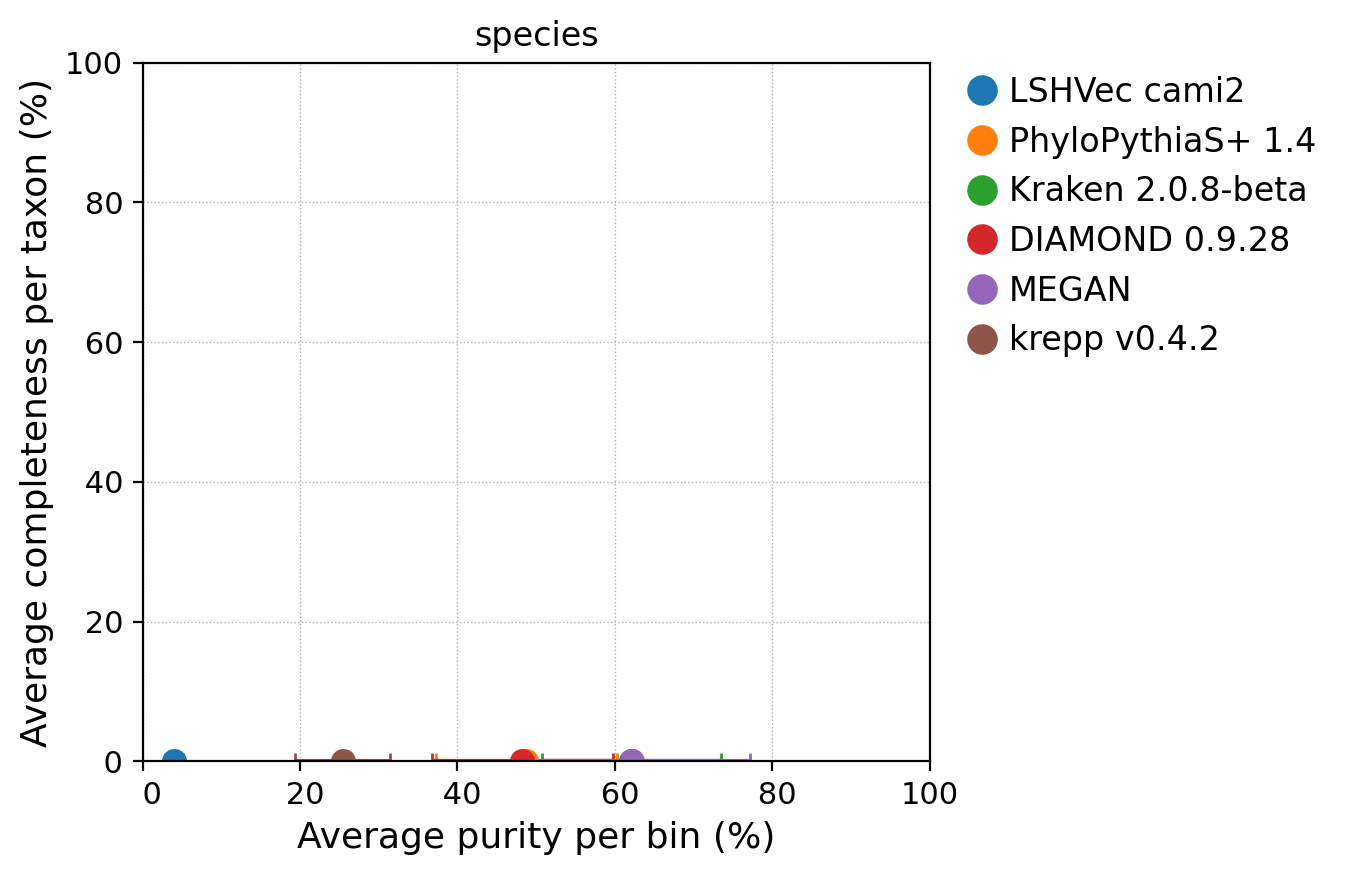 species
100
80
60
40
20
0
Average completeness per taxon (%)
0 20 40 60 80 100
Average purity per bin (%)
LSHVec cami2
PhyloPythiaS+ 1.4
Kraken 2.0.8-beta
DIAMOND 0.9.28
MEGAN
krepp v0.4.2